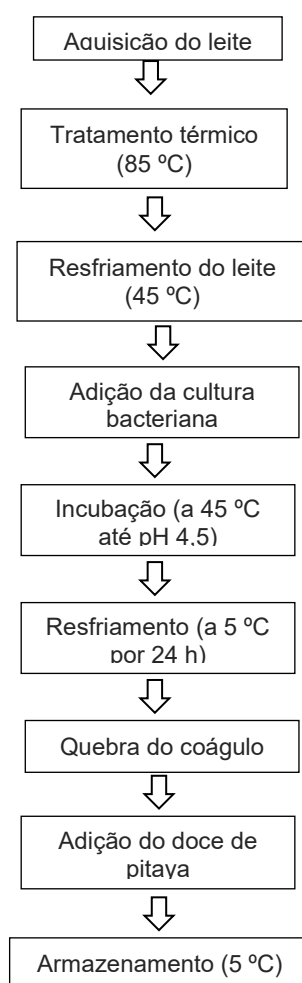 Aquisição do leite
Tratamento térmico
(85 ºC)
Resfriamento do leite
(45 ºC)
Adição da cultura
bacteriana
Incubação (a 45 ºC
até pH 4,5)
Resfriamento (a 5 ºC
por 24 h)
Quebra do coágulo
Adição do doce de
pitaya
Armazenamento (5 ºC)